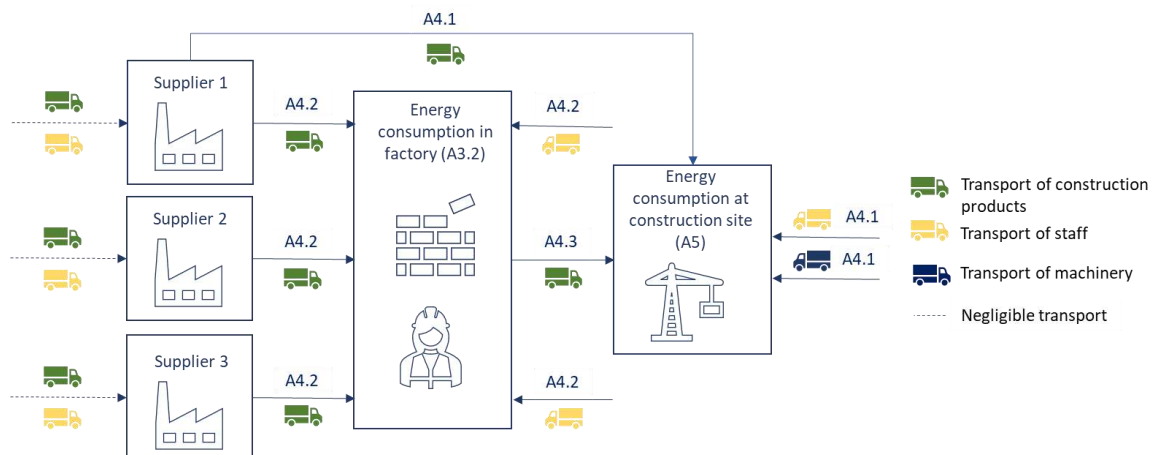 A4.1
Supplier 1
A4.2
Energy
consumption in
factory (A3.2)
A4.2
Energy
consumption at
construction site
(A5)
Transport of construction
products
Supplier 2
A4.2
A4.3
A4.1
Transport of staff
A4.1
Transport of machinery
Negligible transport
Supplier 3
A4.2
A4.2